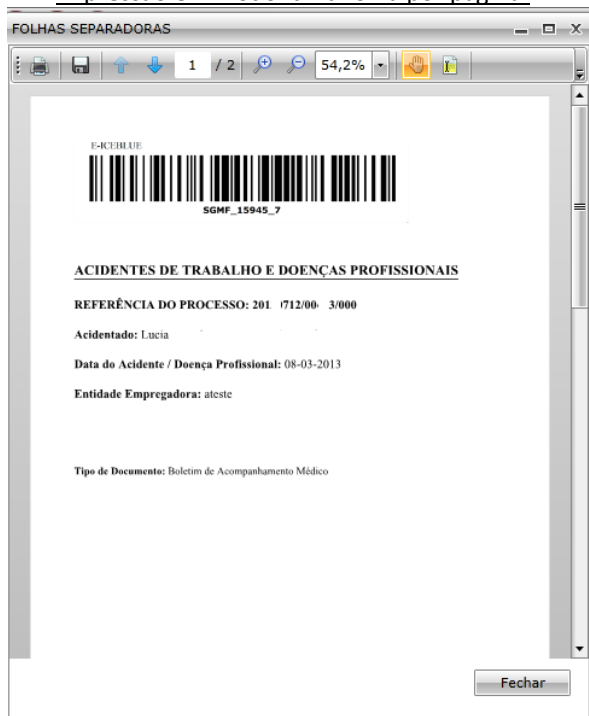 FOLHAS SEPARADORAS
1 / 2 54,2%
E-ICEBLUE
SGMF_15945_7
ACIDENTES DE TRABALHO E DOENÇAS PROFISSIONAIS
REFERÊNCIA DO PROCESSO: 201 /712/00 3/000
Acidentado: Lucia
Data do Acidente / Doença Profissional: 08-03-2013
Entidade Empregadora: ateste
Tipo de Documento: Boletim de Acompanhamento Médico
Fechar